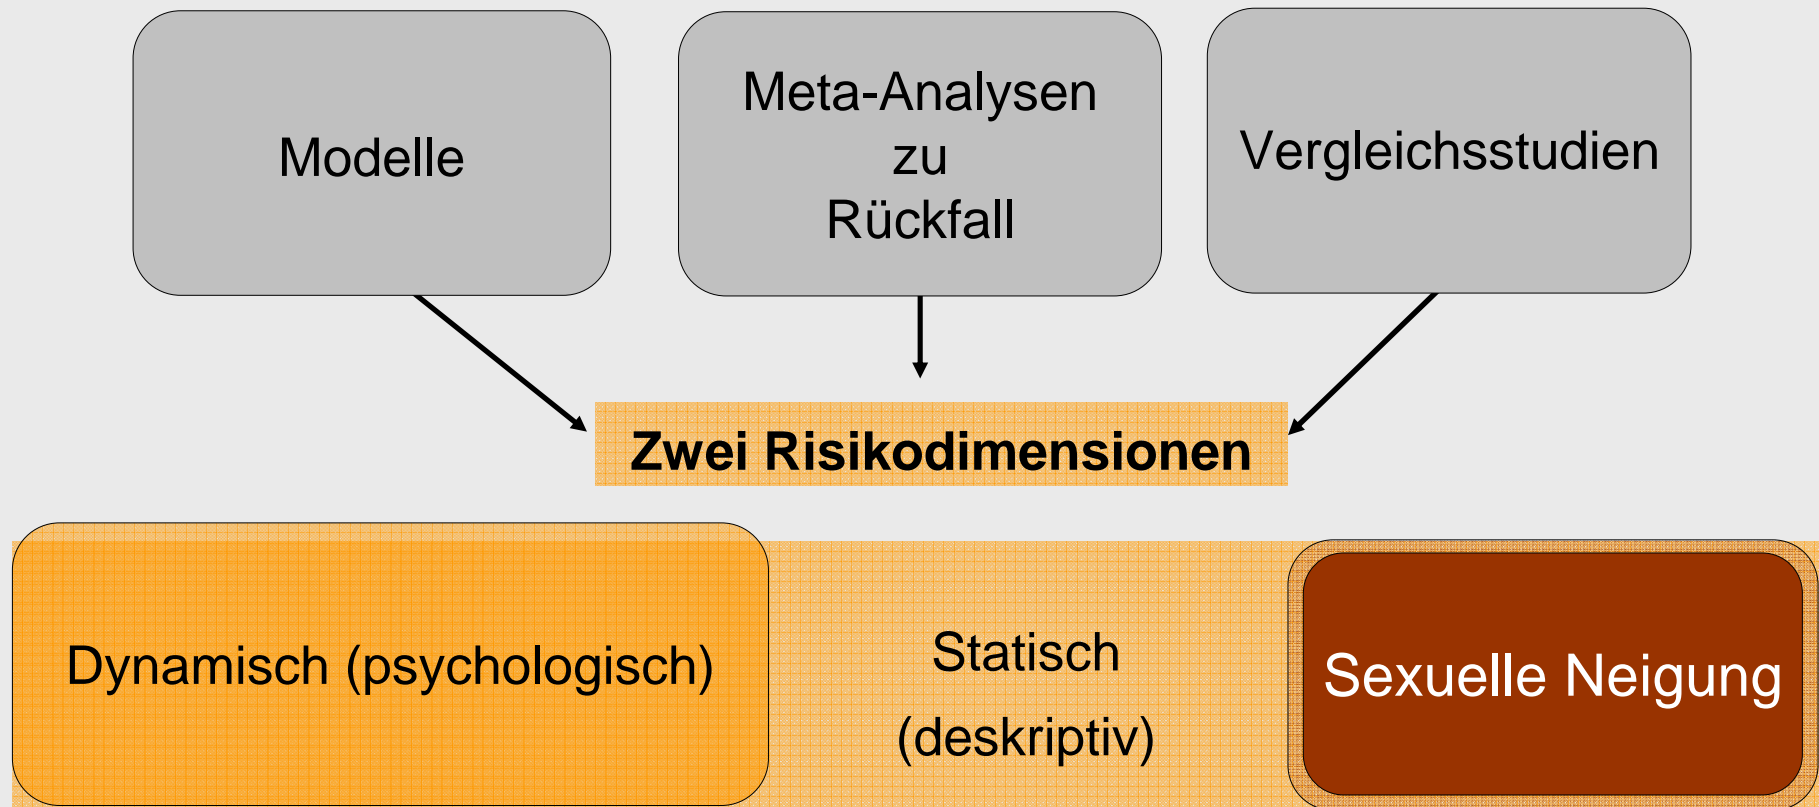 Modelle
Meta-Analysen
zu
Rückfall
Vergleichsstudien
Zwei Risikodimensionen
Dynamisch (psychologisch)
Statisch
(deskriptiv)
Sexuelle Neigung